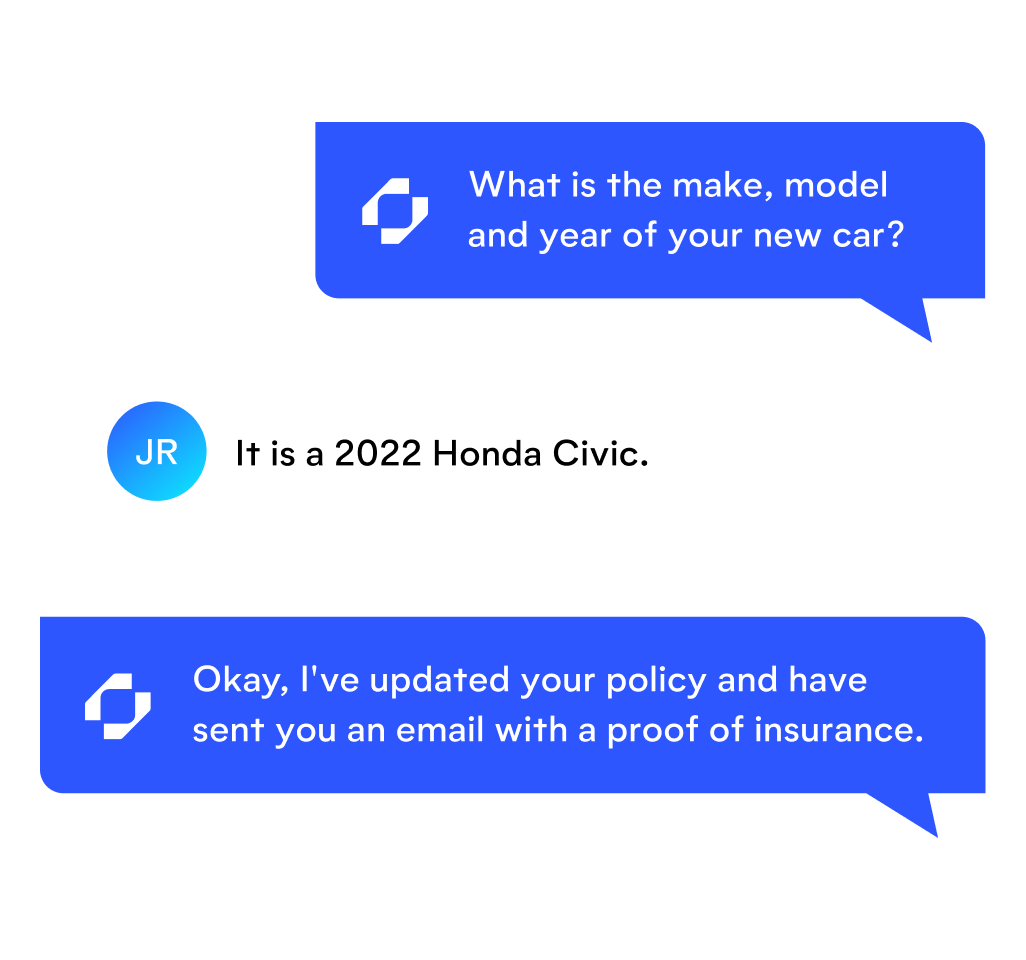 What is the make, model
and year of your new car?
JR
It is a 2022 Honda Civic.
Okay, I've updated your policy and have
sent you an email with a proof of insurance.